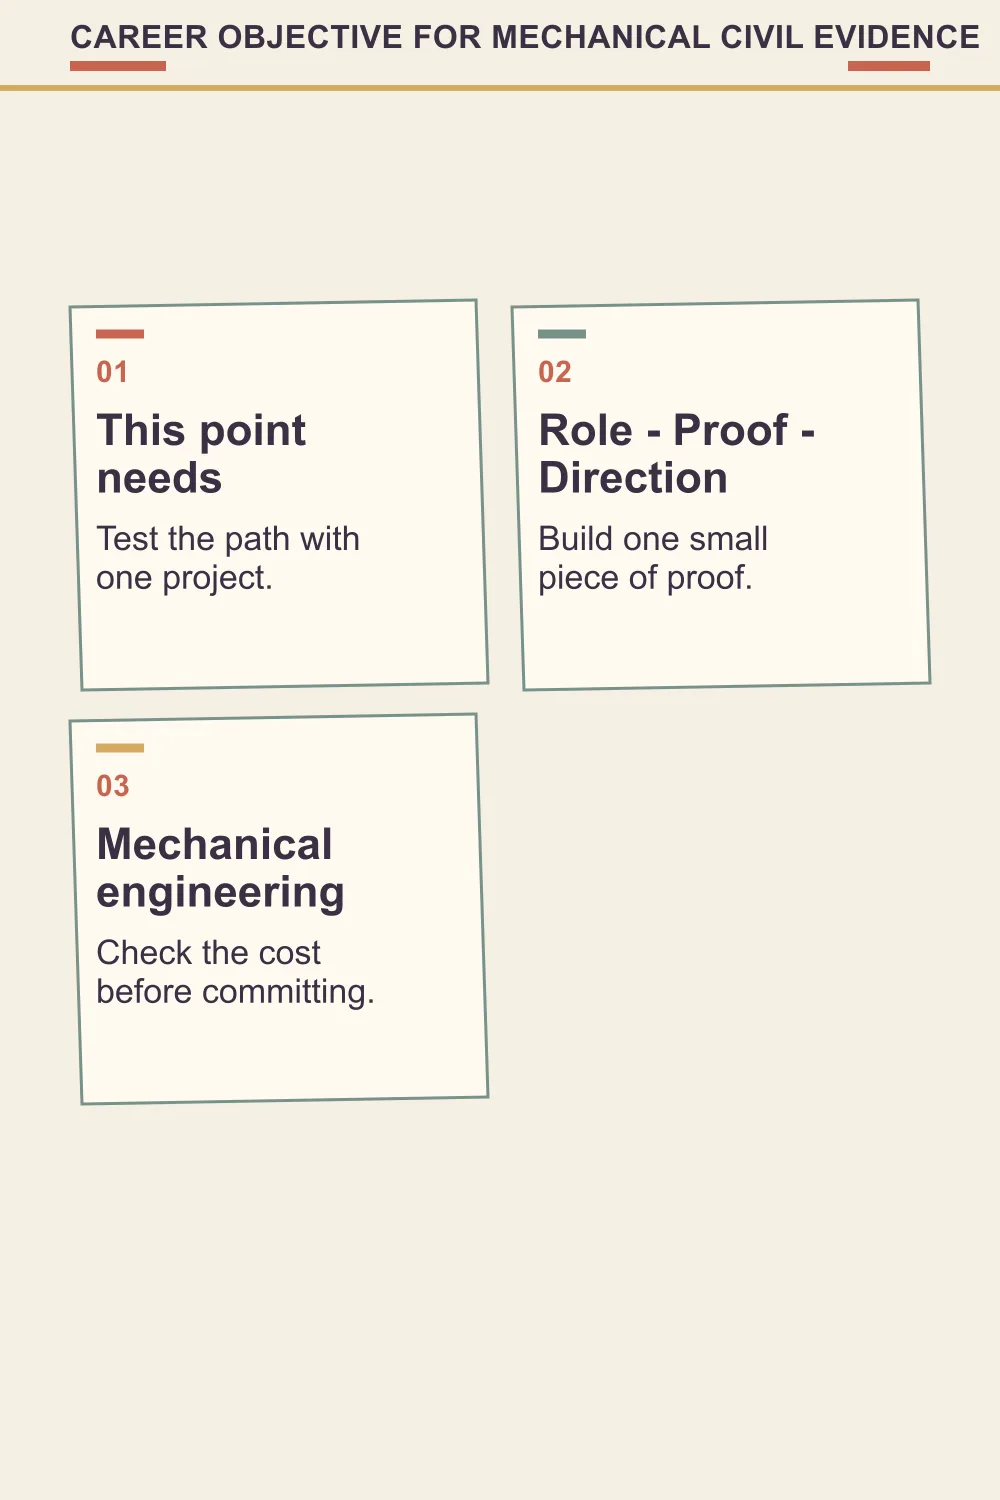 CAREER OBJECTIVE FOR MECHANICAL CIVIL EVIDENCE
01
This point
needs
Test the path with
one project.
02
Role - Proof -
Direction
Build one small
piece of proof.
03
Mechanical
engineering
Check the cost
before committing.